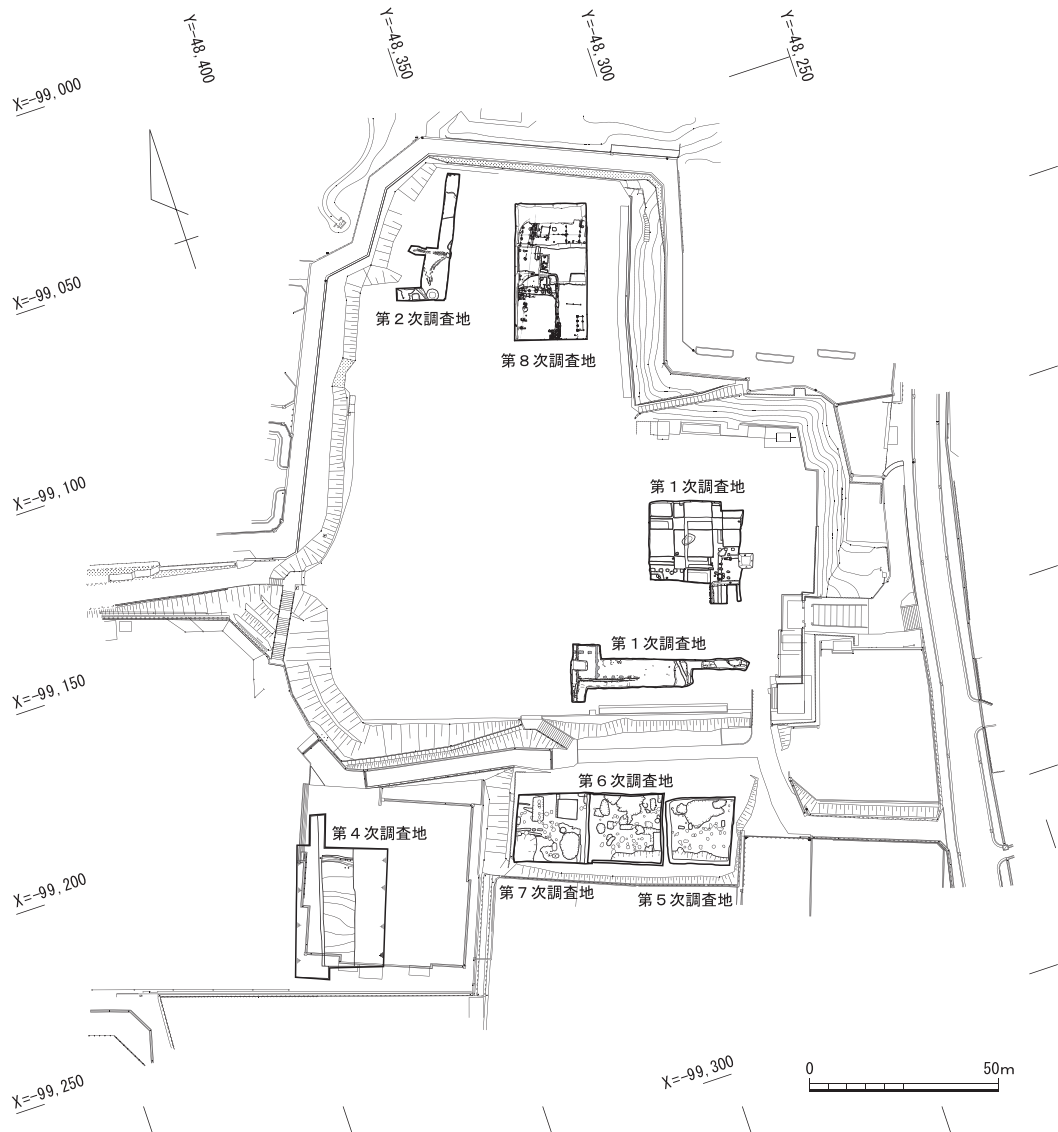 Y=-48,400
Y=-48,350
Y=-48,300
Y=-48,250
X=-99,000
X=-99,050
X=-99,100
X=-99,150
X=-99,200
X=-99,250
第２次調査地
第８次調査地
第１次調査地
第１次調査地
第６次調査地
第４次調査地
第７次調査地
第５次調査地
X=-99,300
0
50m